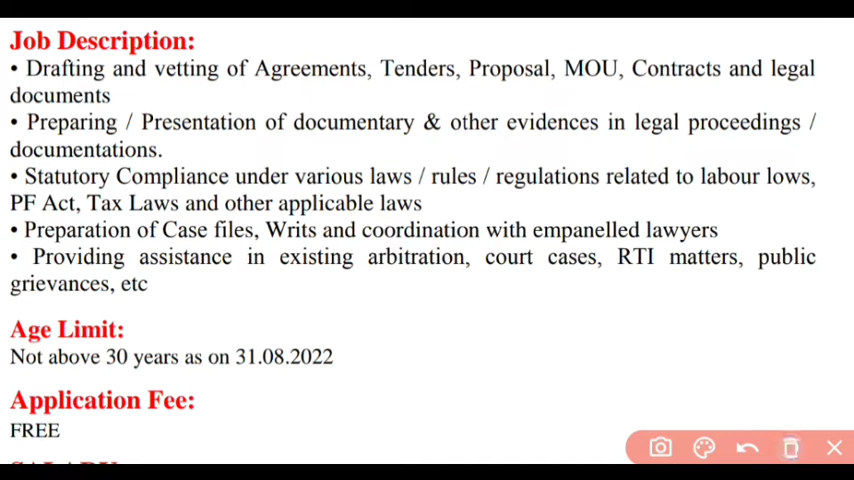 Job Description:
• Drafting and vetting of Agreements, Tenders, Proposal, MOU, Contracts and legal
documents
• Preparing / Presentation of documentary & other evidences in legal proceedings /
documentations.
• Statutory Compliance under various laws / rules / regulations related to labour lows,
PF Act, Tax Laws and other applicable laws
• Preparation of Case files, Writs and coordination with empanelled lawyers
• Providing assistance in existing arbitration, court cases, RTI matters, public
grievances, etc
Age Limit:
Not above 30 years as on 31.08.2022
Application Fee:
FREE